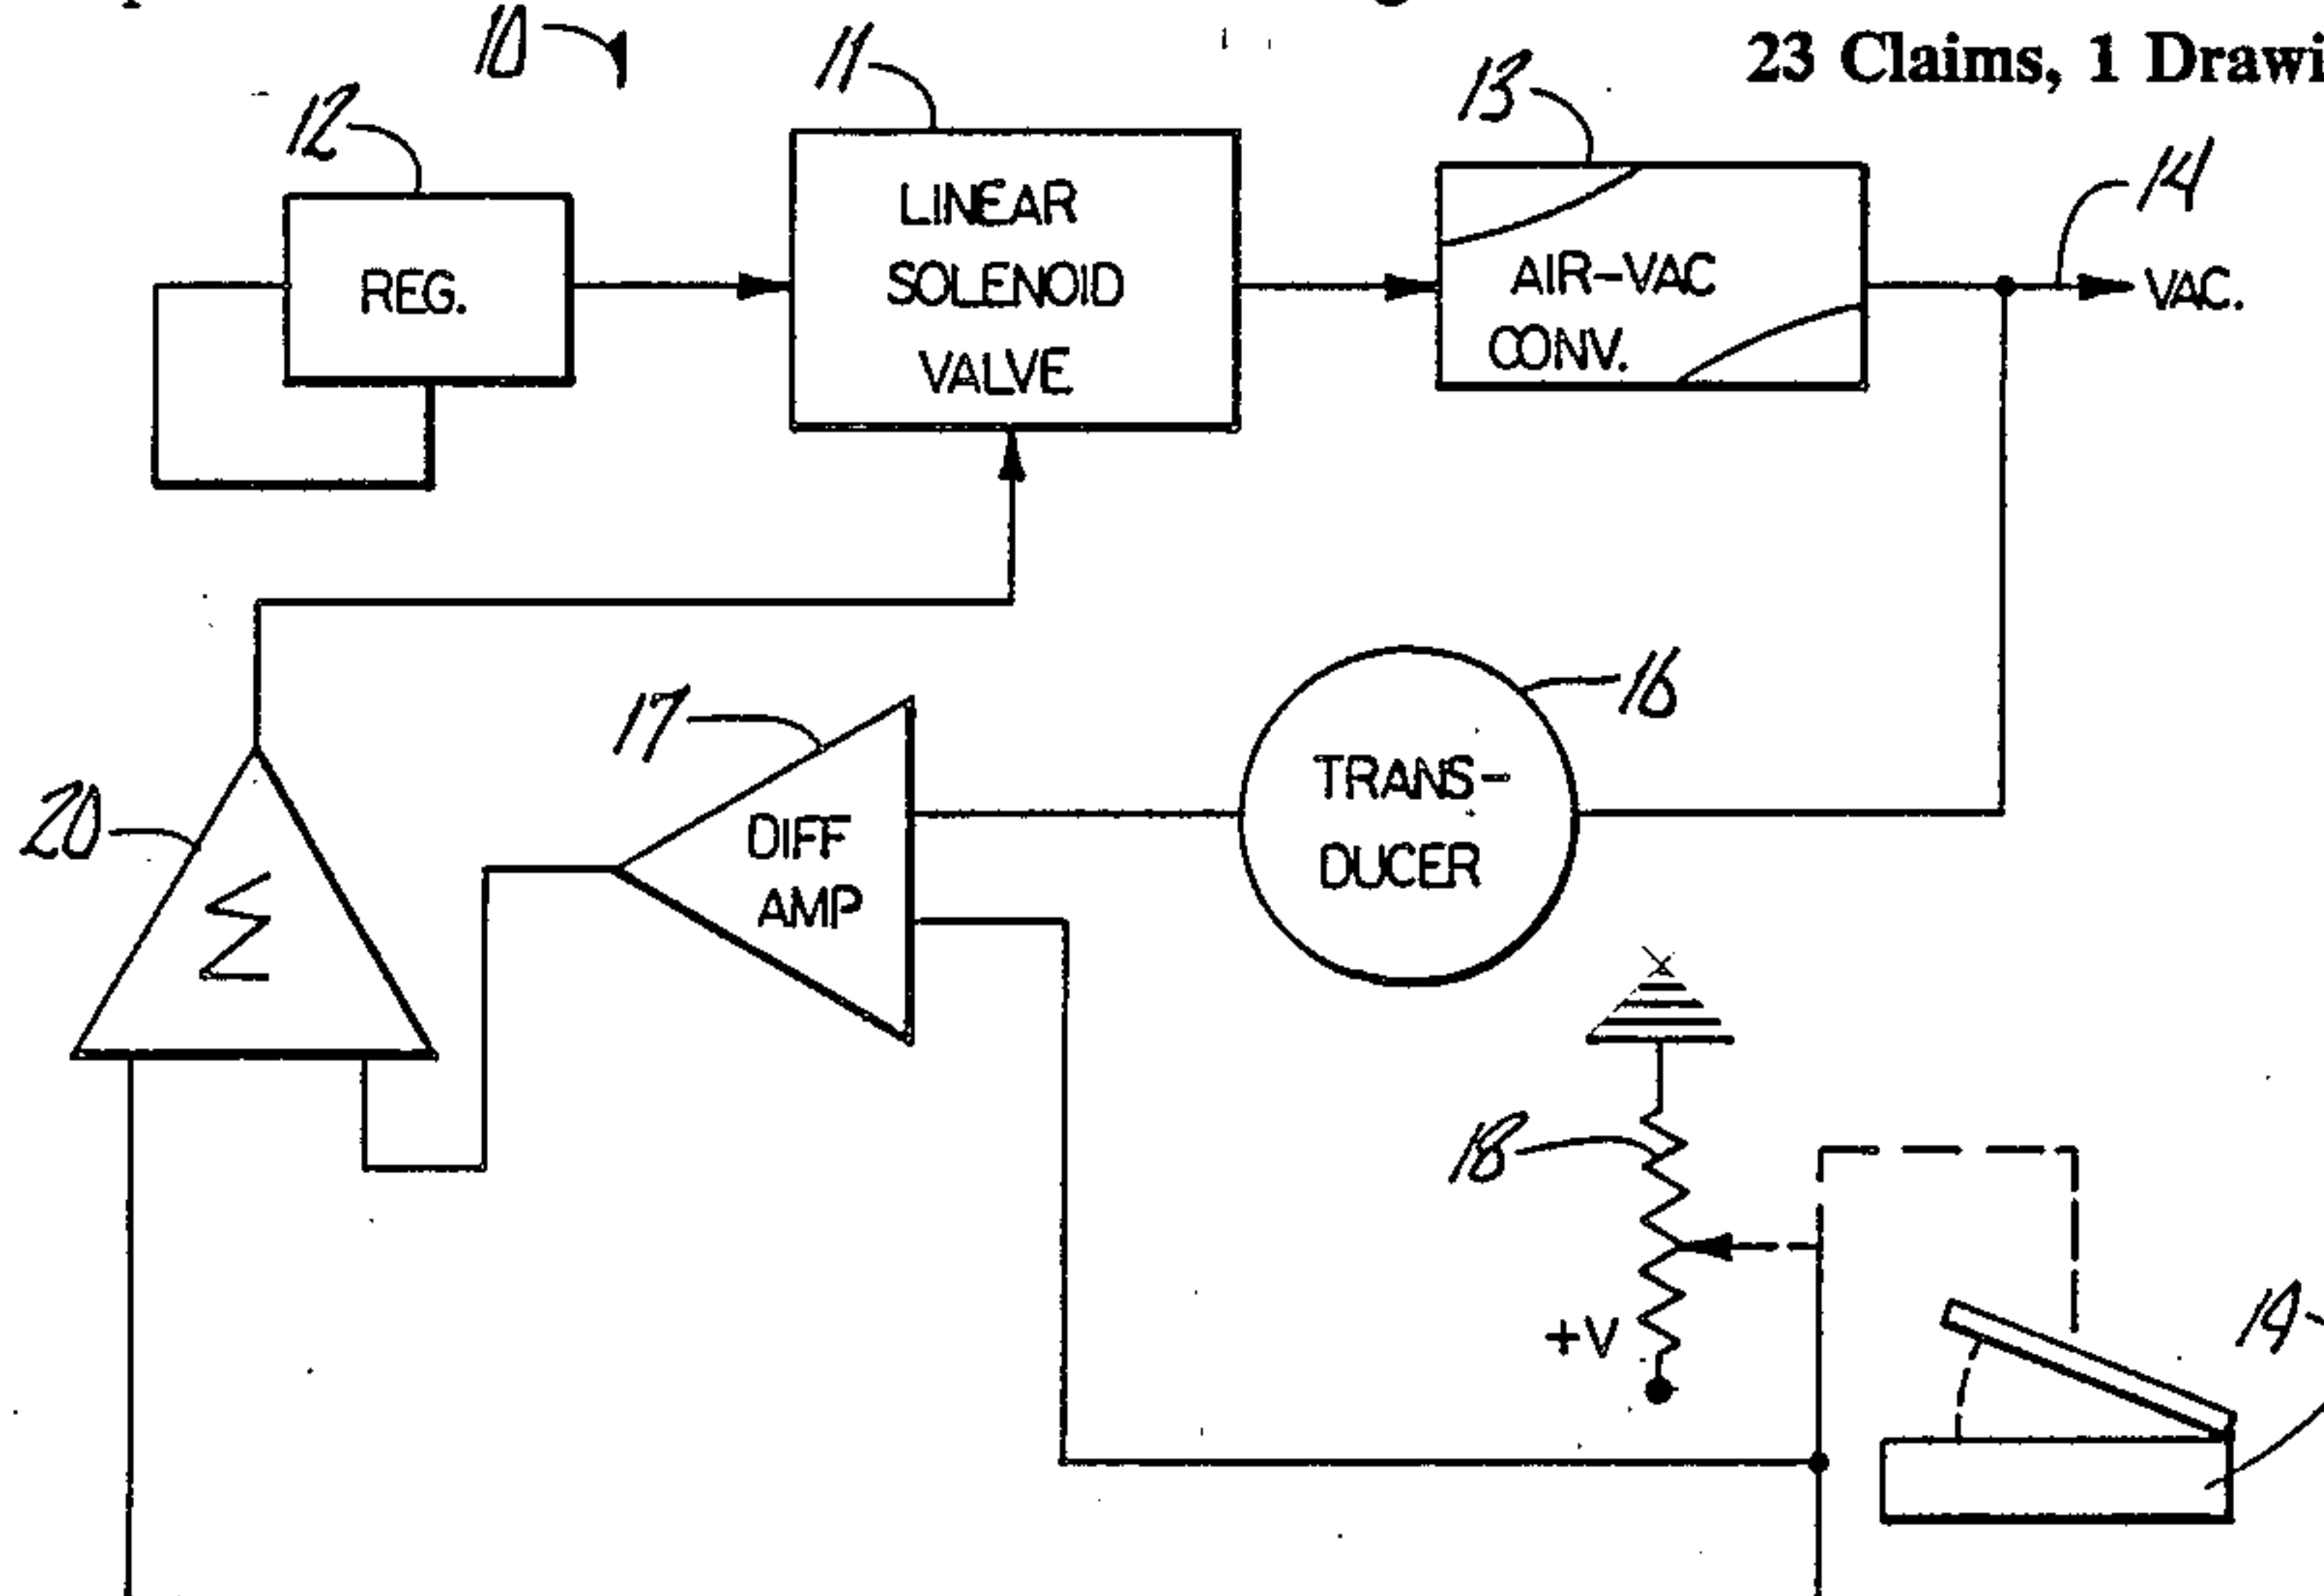 10
11
13
23 Claims, 1 Drawi
12
14
LINEAR
SOLENOID
VALVE
REG.
AIR-VAC
CONV.
VAC.
17
16
20
DIFF
AMP
TRANS-
DUCER
Σ
18
+V
19